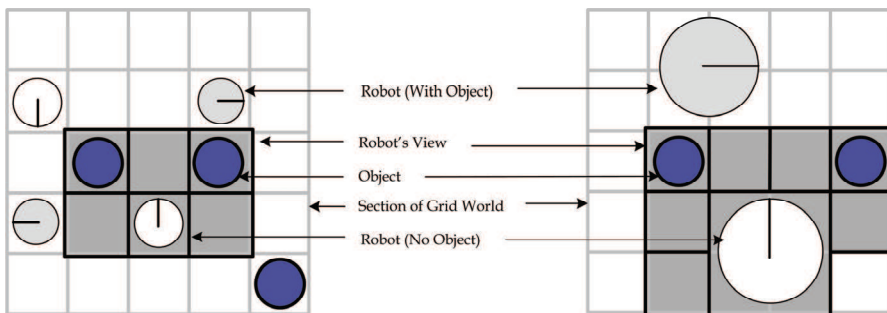 Robot (With Object)
Robot's View
Object
Section of Grid World
Robot (No Object)